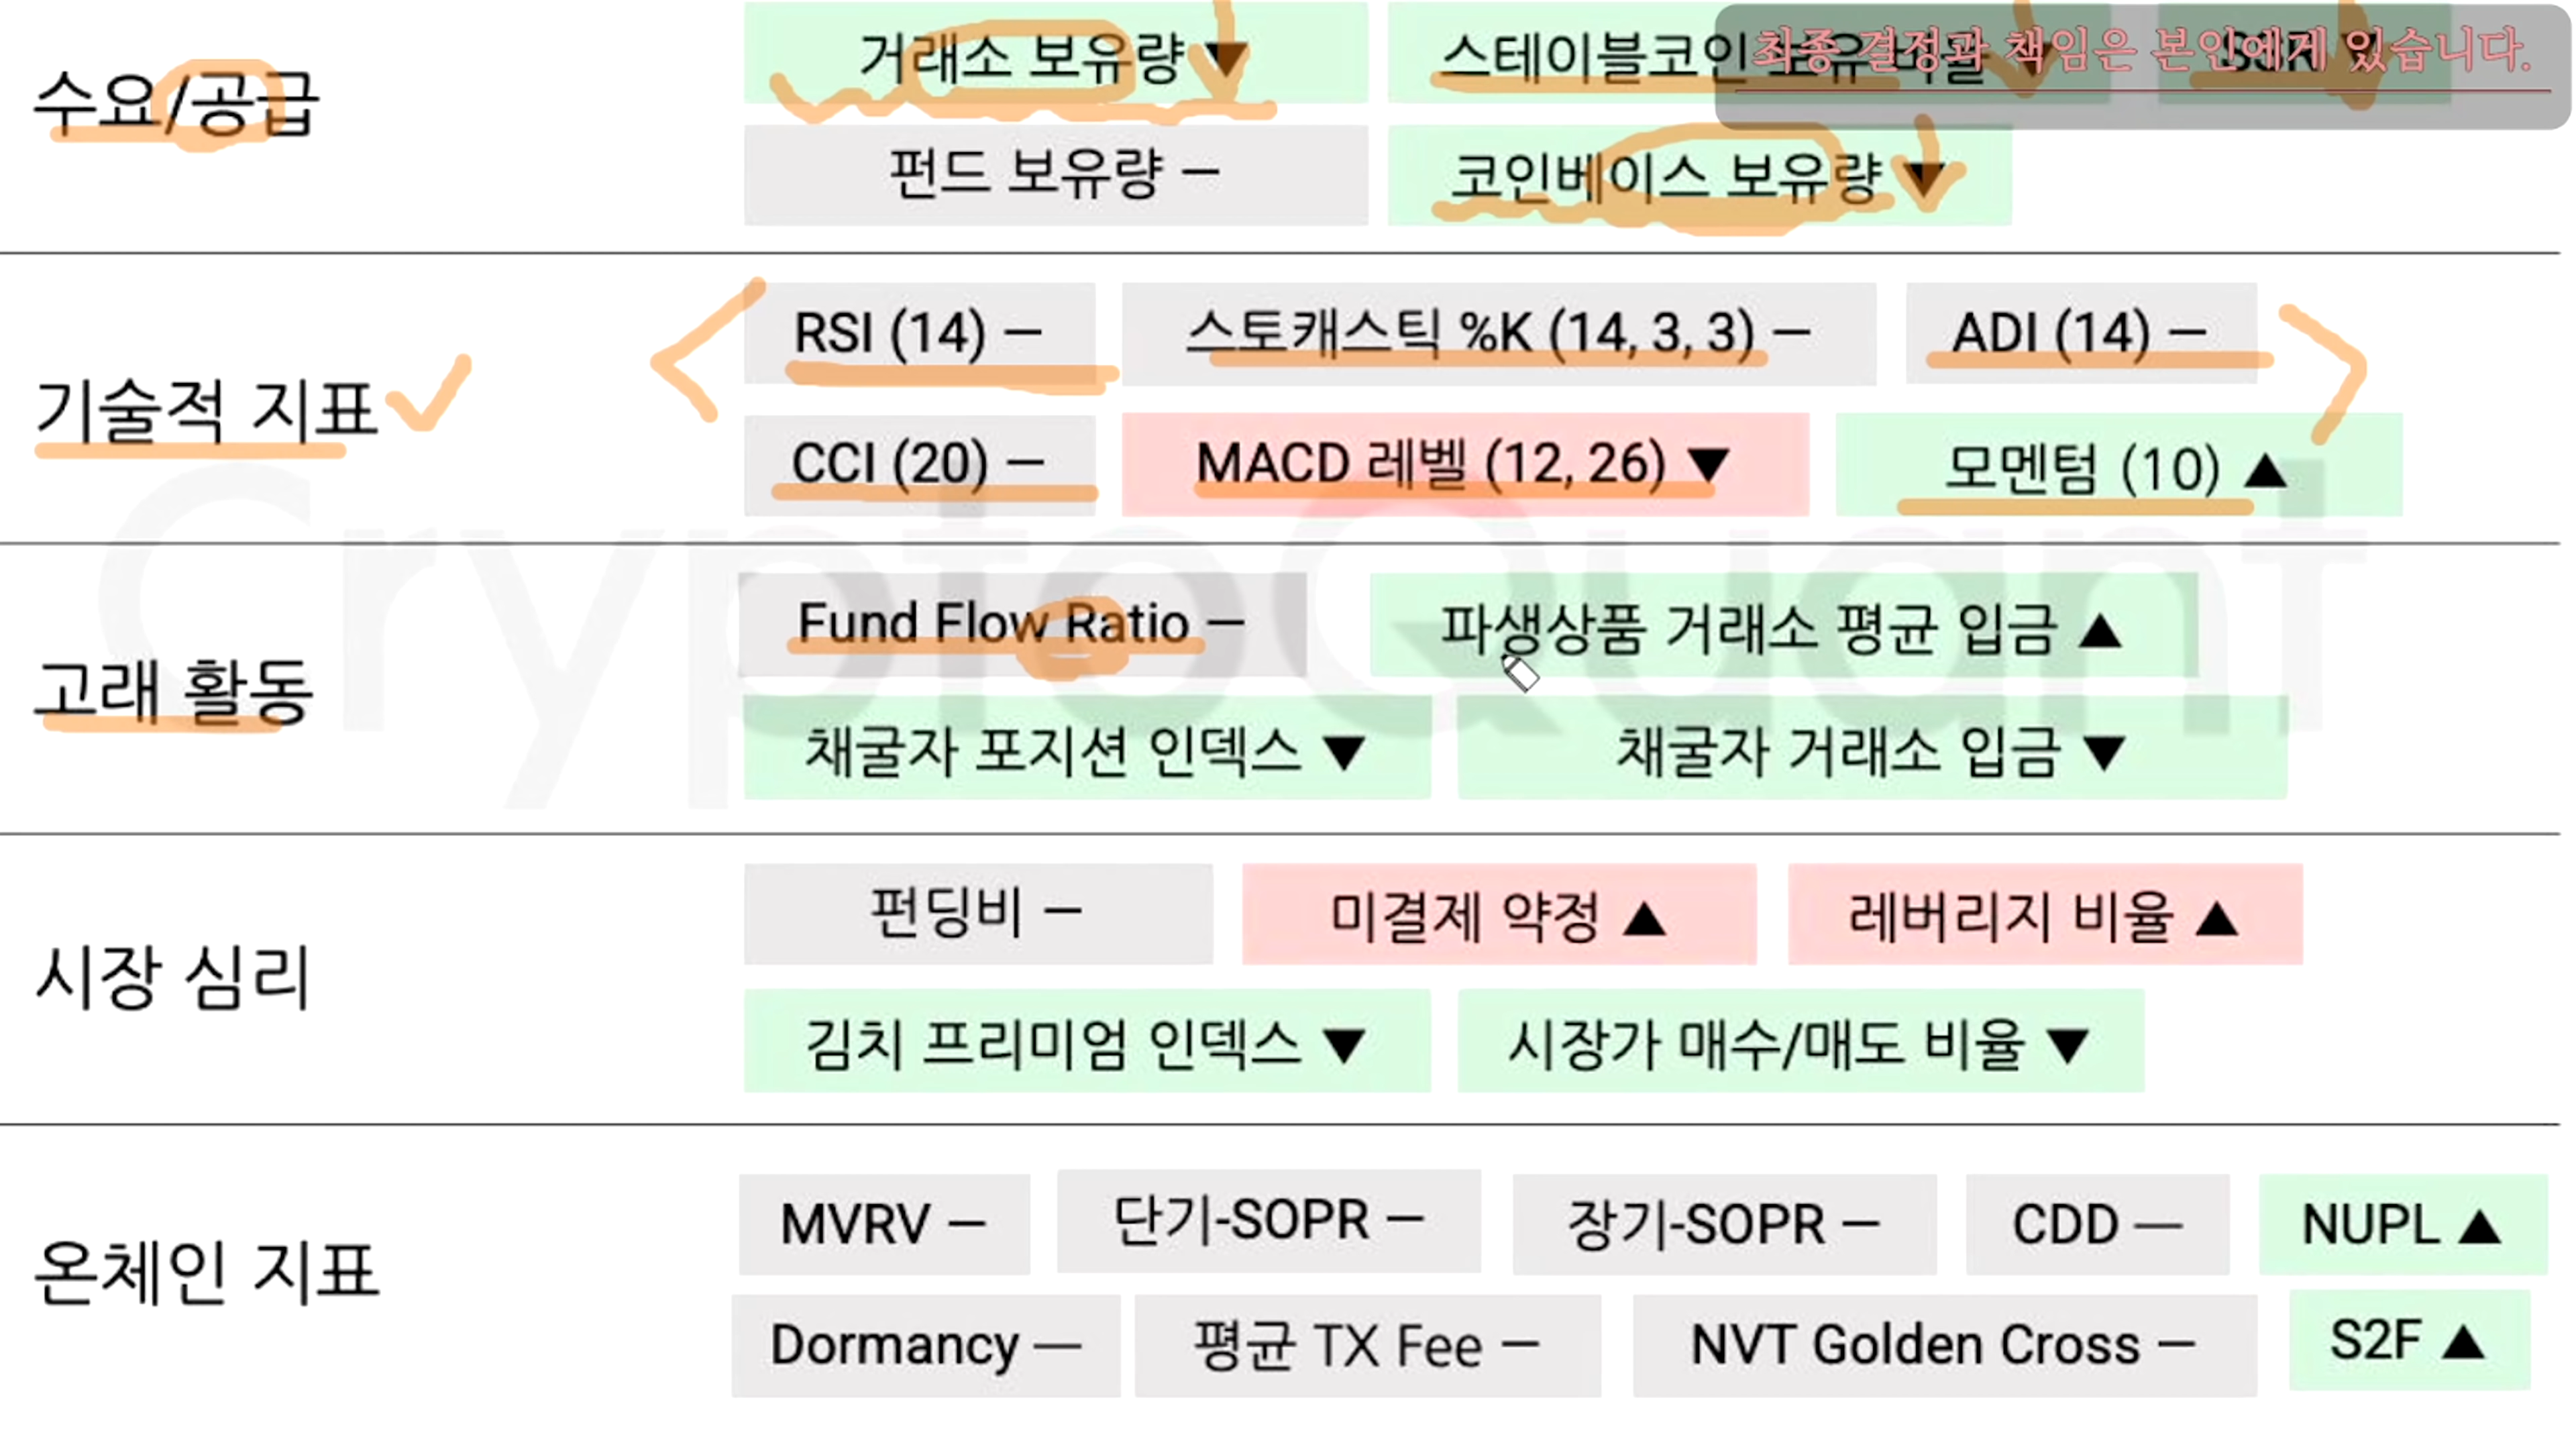 수요/공급
거래소 보유량 ▼
스테이블코인 보유비율 ▼
SSR ▼
최종 결정과 책임은 본인에게 있습니다.
펀드 보유량 –
코인베이스 보유량 ▼
기술적 지표
RSI (14) –
스토캐스틱 %K (14, 3, 3) –
ADI (14) –
CCI (20) –
MACD 레벨 (12, 26) ▼
모멘텀 (10) ▲
CryptoQuant
고래 활동
Fund Flow Ratio –
파생상품 거래소 평균 입금 ▲
채굴자 포지션 인덱스 ▼
채굴자 거래소 입금 ▼
시장 심리
펀딩비 –
미결제 약정 ▲
레버리지 비율 ▲
김치 프리미엄 인덱스 ▼
시장가 매수/매도 비율 ▼
온체인 지표
MVRV –
단기-SOPR –
장기-SOPR –
CDD —
NUPL ▲
Dormancy —
평균 TX Fee –
NVT Golden Cross –
S2F ▲